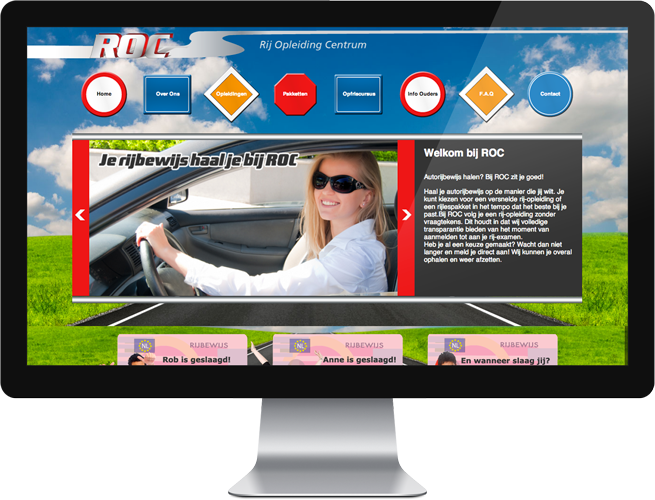 ROC
Rij Opleiding Centrum
Home
Over Ons
Opleidingen
Pakketten
Opfriscursus
Info Ouders
F.A.Q
Contact
Je rijbewijs haal je bij ROC
Welkom bij ROC
Autorijbewijs halen? Bij ROC zit je goed!
Haal je autorijbewijs op de manier die jij wilt. Je
kunt kiezen voor een versnelde rij-opleiding of
een rijlespakket in het tempo dat het beste bij je
past.Bij ROC volg je een rij-opleiding zonder
vraagtekens. Dit houdt in dat wij volledige
transparantie bieden van het moment van
aanmelden tot aan je rij-examen.
Heb je al een keuze gemaakt? Wacht dan niet
langer en meld je direct aan! Wij kunnen je overal
ophalen en weer afzetten.
NL RIJBEWIJS
Rob is geslaagd!
NL RIJBEWIJS
Anne is geslaagd!
NL RIJBEWIJS
En wanneer slaag jij?